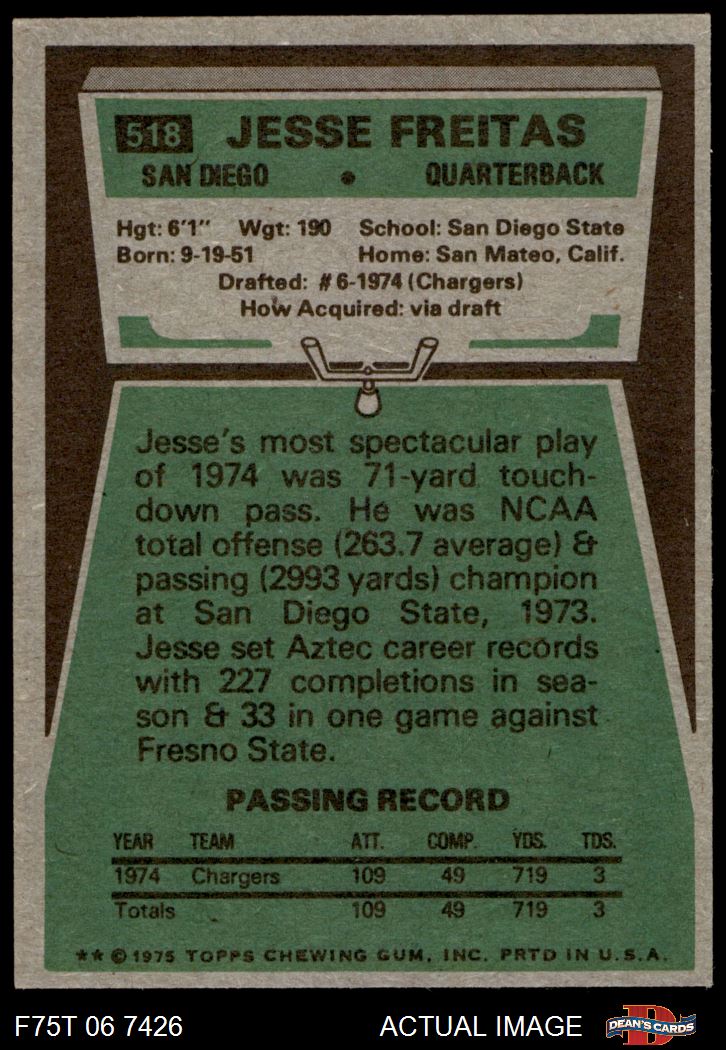 518 JESSE FREITAS
SAN DIEGO • QUARTERBACK
Hgt: 6'1" Wgt: 190 School: San Diego State
Born: 9-19-51 Home: San Mateo, Calif.
Drafted: #6-1974 (Chargers)
How Acquired: via draft
Jesse's most spectacular play
of 1974 was 71-yard touch-
down pass. He was NCAA
total offense (263.7 average) &
passing (2993 yards) champion
at San Diego State, 1973.
Jesse set Aztec career records
with 227 completions in sea-
son & 33 in one game against
Fresno State.
PASSING RECORD
YEAR TEAM ATT. COMP. YDS. TDS.
1974 Chargers 109 49 719 3
Totals 109 49 719 3
** © 1975 TOPPS CHEWING GUM, INC. PRTD IN U.S.A.
F75T 06 7426 ACTUAL IMAGE D DEAN'S CARDS